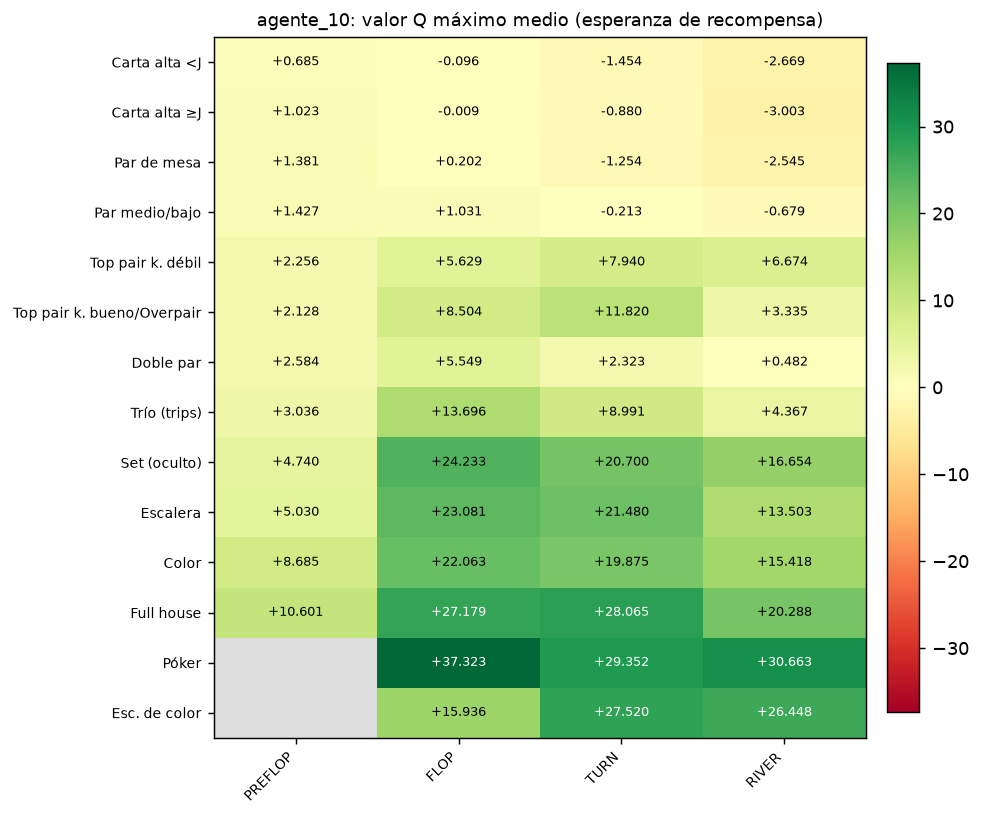 agente_10: valor Q máximo medio (esperanza de recompensa)
Carta alta <J +0.685 -0.096 -1.454 -2.669
Carta alta ≥J +1.023 -0.009 -0.880 -3.003
Par de mesa +1.381 +0.202 -1.254 -2.545
Par medio/bajo +1.427 +1.031 -0.213 -0.679
Top pair k. débil +2.256 +5.629 +7.940 +6.674
Top pair k. bueno/Overpair +2.128 +8.504 +11.820 +3.335
Doble par +2.584 +5.549 +2.323 +0.482
Trío (trips) +3.036 +13.696 +8.991 +4.367
Set (oculto) +4.740 +24.233 +20.700 +16.654
Escalera +5.030 +23.081 +21.480 +13.503
Color +8.685 +22.063 +19.875 +15.418
Full house +10.601 +27.179 +28.065 +20.288
Póker +37.323 +29.352 +30.663
Esc. de color +15.936 +27.520 +26.448
PREFLOP FLOP TURN RIVER
30
20
10
0
−10
−20
−30